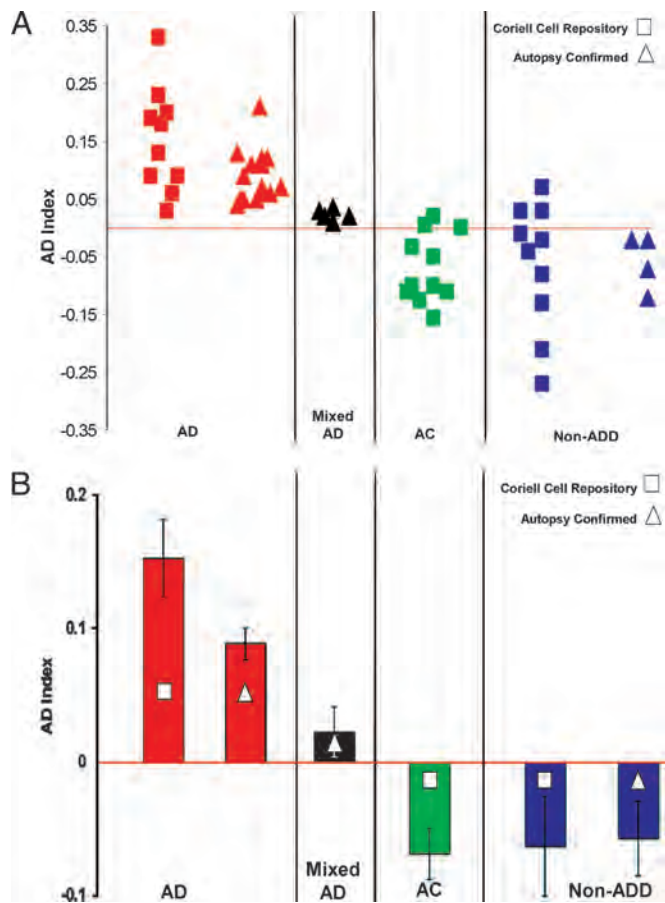 A
0.35
0.25
0.15
0.05
-0.05
-0.15
-0.25
-0.35
AD Index
Coriell Cell Repository
Autopsy Confirmed
AD
Mixed
AD
AC
Non-ADD
B
0.2
0.1
0
-0.1
AD Index
Coriell Cell Repository
Autopsy Confirmed
AD
Mixed
AD
AC
Non-ADD